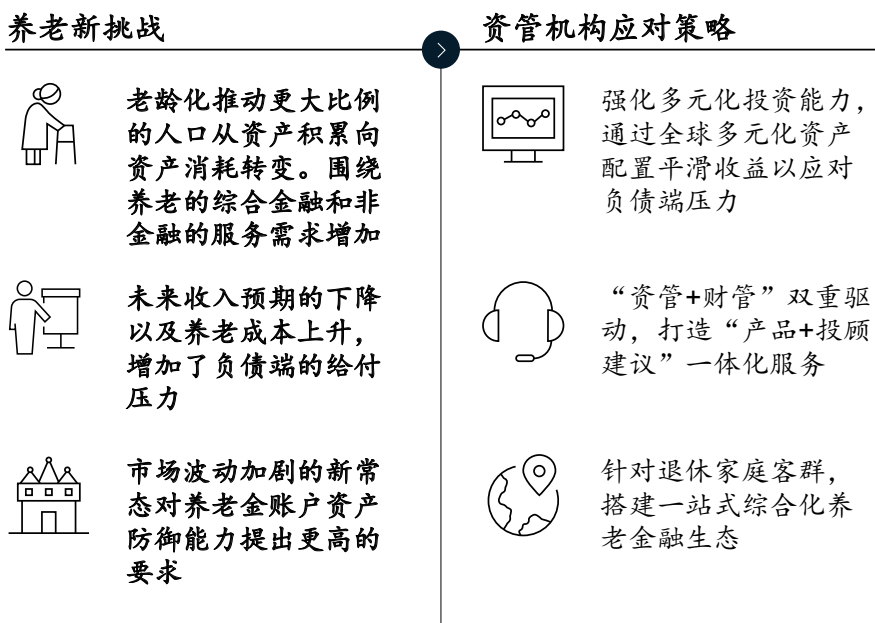 养老新挑战
老龄化推动更大比例
的人口从资产积累向
资产消耗转变。围绕
养老的综合金融和非
金融的服务需求增加
未来收入预期的下降
以及养老成本上升，
增加了负债端的给付
压力
市场波动加剧的新常
态对养老金账户资产
防御能力提出更高的
要求
资管机构应对策略
强化多元化投资能力，
通过全球多元化资产
配置平滑收益以应对
负债端压力
“资管+财管”双重驱
动，打造“产品+投顾
建议”一体化服务
针对退休家庭客群，
搭建一站式综合化养
老金融生态